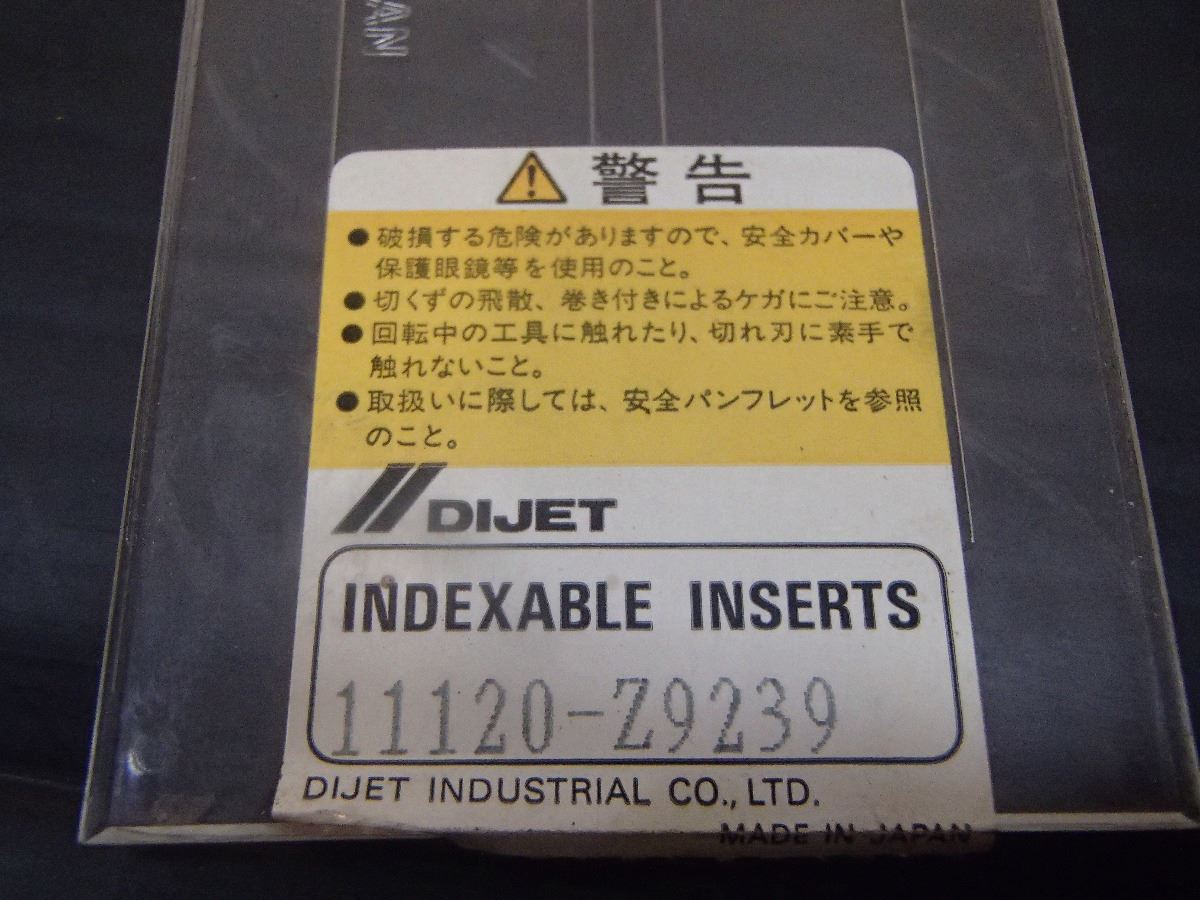 警告
●破損する危険がありますので、安全カバーや
保護眼鏡等を使用のこと。
●切くずの飛散、巻き付きによるケガにご注意。
●回転中の工具に触れたり、切れ刃に素手で
触れないこと。
●取扱いに際しては、安全パンフレットを参照
のこと。
DIJET
INDEXABLE INSERTS
11120-Z9239
DIJET INDUSTRIAL CO., LTD.
MADE IN JAPAN